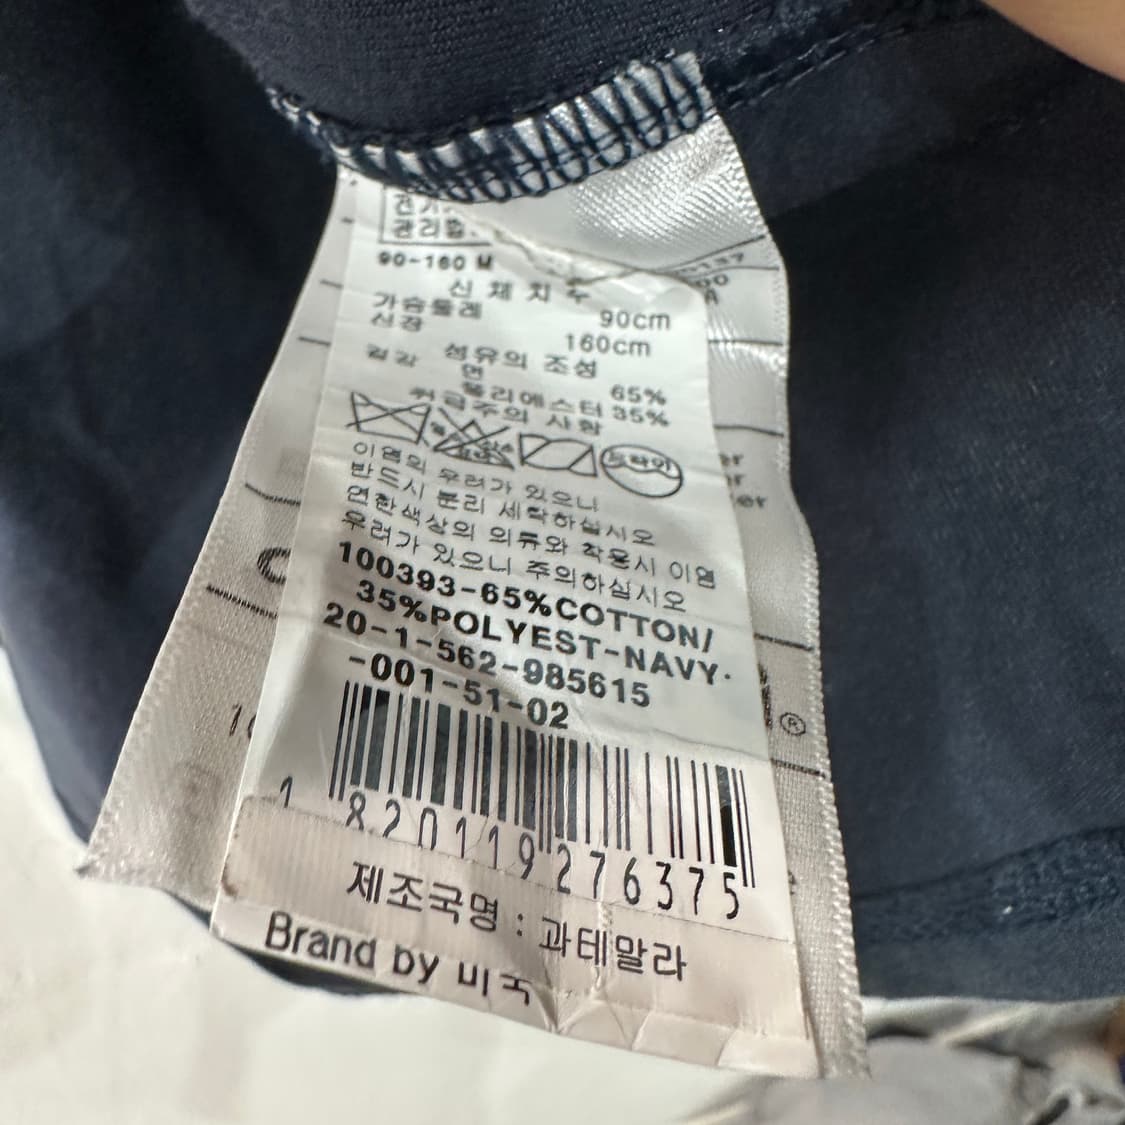 90-160 M
신 체 치 수
가슴둘레 90cm
신장 160cm
겉감 섬유의 조성
면 65%
폴리에스터 35%
취급주의 사항
드라이
이염의 우려가 있으니
반드시 분리 세탁하십시오
연한색상의 의류와 착용시 이염
우려가 있으니 주의하십시오
100393-65%COTTON/
35%POLYEST-NAVY.
20-1-562-985615
-001-51-02
1 820119 276375
제조국명 : 과테말라
Brand by 미국
®